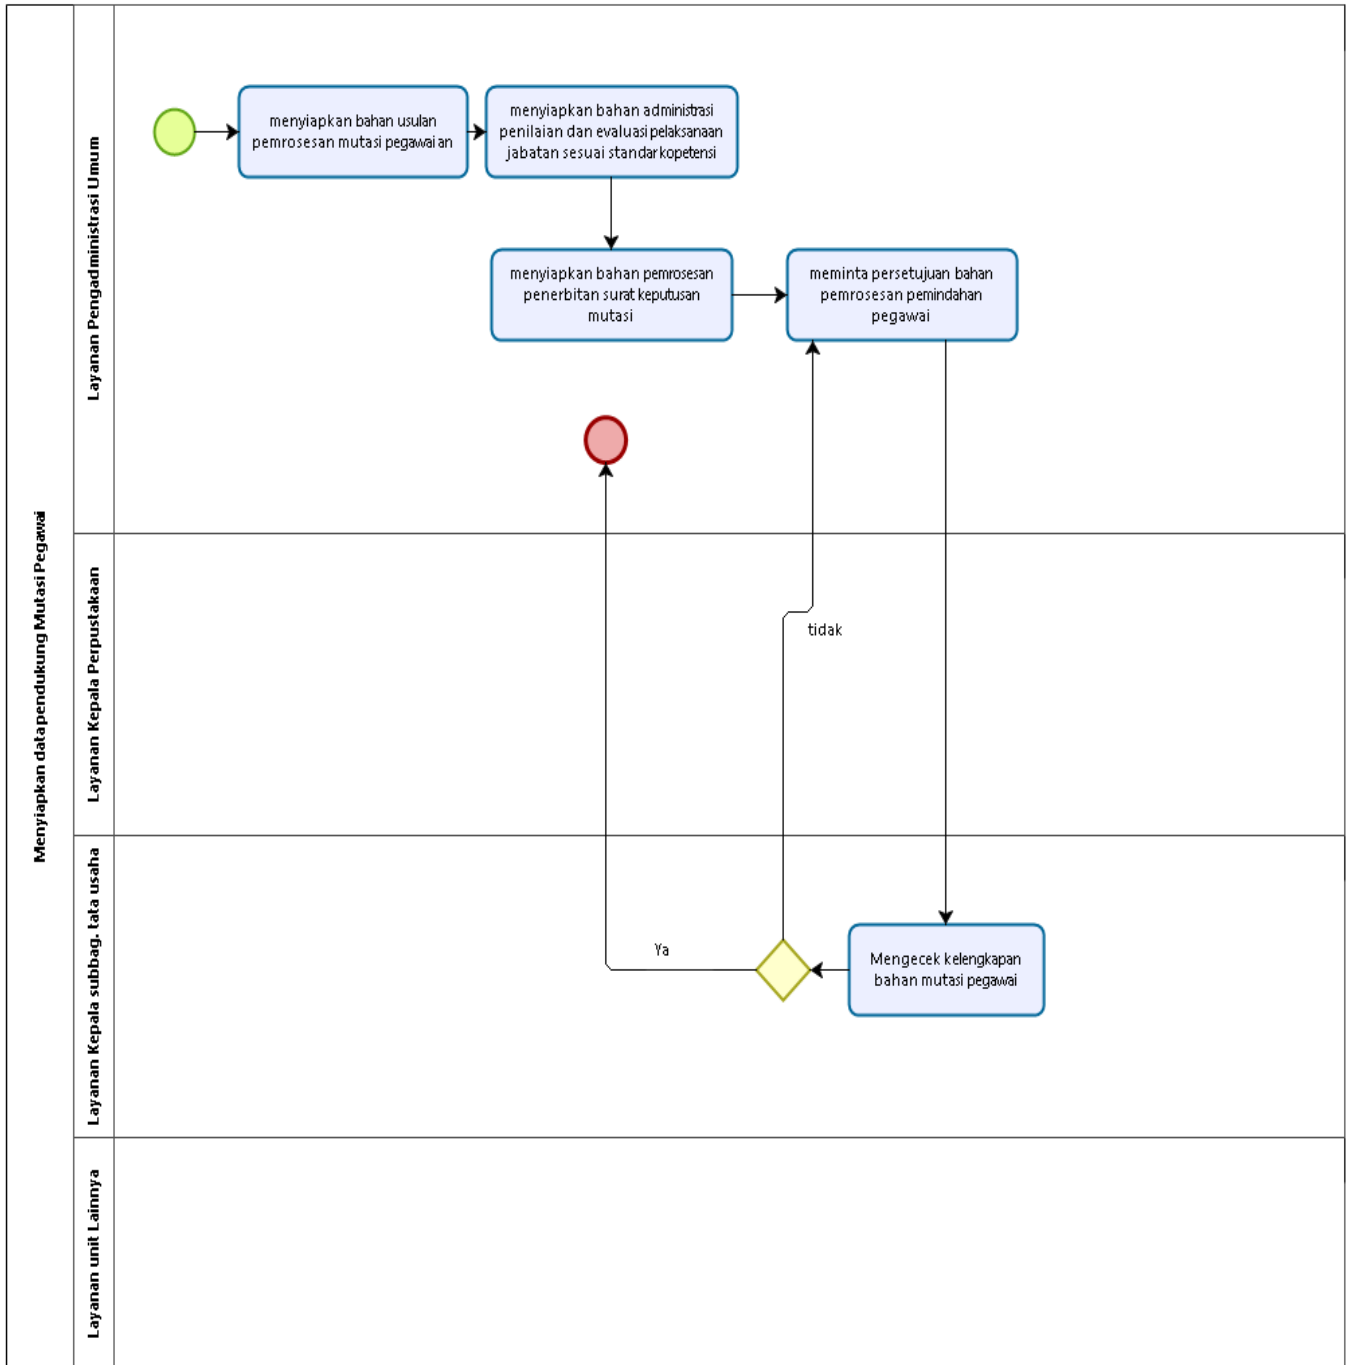 Menyiapkan data pendukung Mutasi Pegawai
Layanan Pengadministrasi Umum
menyiapkan bahan usulan
pemrosesan mutasi pegawaian
menyiapkan bahan administrasi
penilaian dan evaluasi pelaksanaan
jabatan sesuai standar kopetensi
menyiapkan bahan pemrosesan
penerbitan surat keputusan
mutasi
meminta persetujuan bahan
pemrosesan pemindahan
pegawai
Layanan Kepala Perpustakaan
tidak
Layanan Kepala subbag. tata usaha
Ya
Mengecek kelengkapan
bahan mutasi pegawai
Layanan unit Lainnya